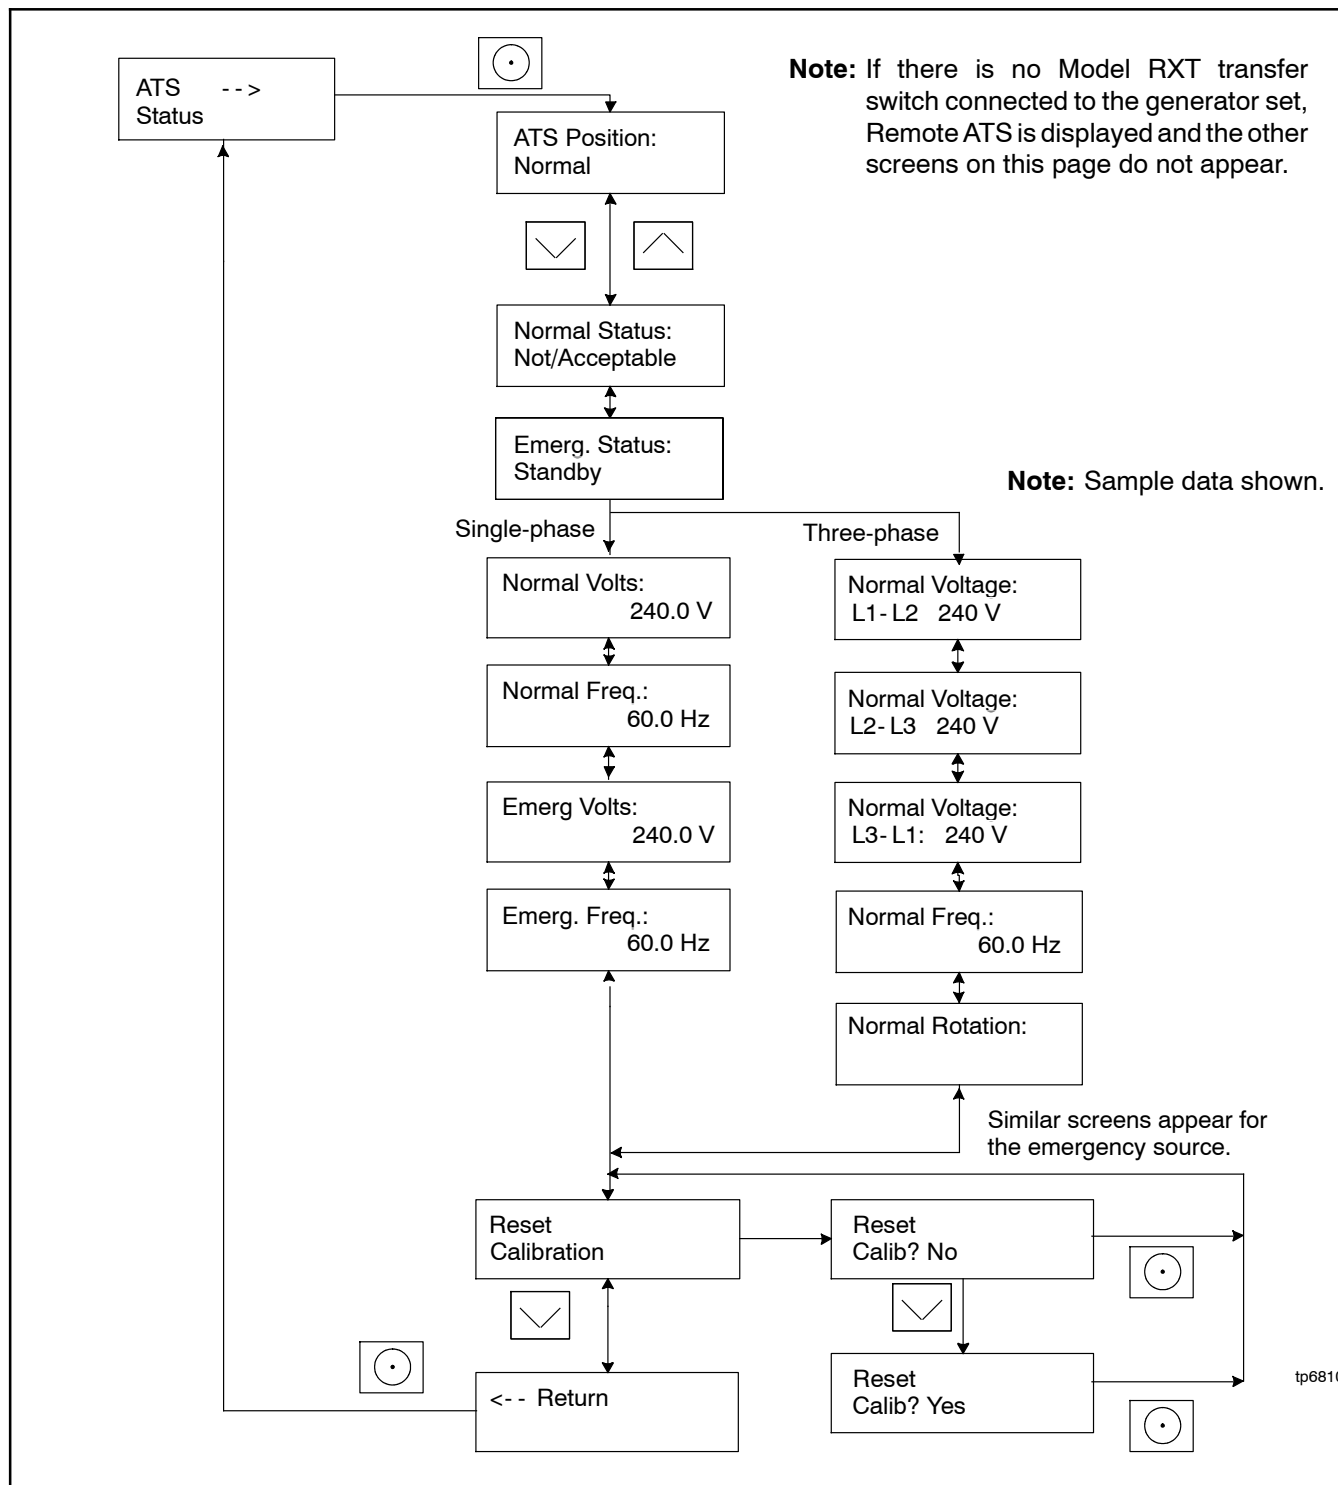 ATS - - >
Status
Note: If there is no Model RXT transfer
switch connected to the generator set,
Remote ATS is displayed and the other
screens on this page do not appear.
ATS Position:
Normal
Normal Status:
Not/Acceptable
Emerg. Status:
Standby
Note: Sample data shown.
Single-phase
Three-phase
Normal Volts:
240.0 V
Normal Freq.:
60.0 Hz
Emerg Volts:
240.0 V
Emerg. Freq.:
60.0 Hz
Normal Voltage:
L1- L2 240 V
Normal Voltage:
L2- L3 240 V
Normal Voltage:
L3- L1: 240 V
Normal Freq.:
60.0 Hz
Normal Rotation:
Similar screens appear for
the emergency source.
Reset
Calibration
Reset
Calib? No
Reset
Calib? Yes
<- - Return
tp6810